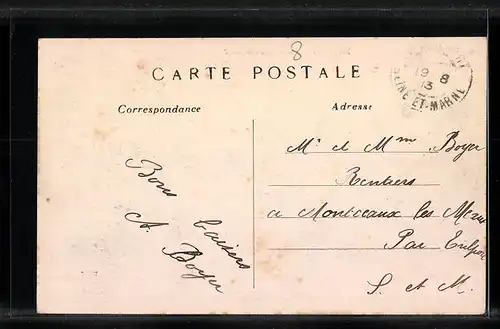 8
CARTE POSTALE
Correspondance
Adresse
19 8
13
SEINE ET-MARNE
Mr et Mme Boyer
Rentiers
a Montceaux les Meaux
Par
S. et M.
Bons baisers
A. Boyer